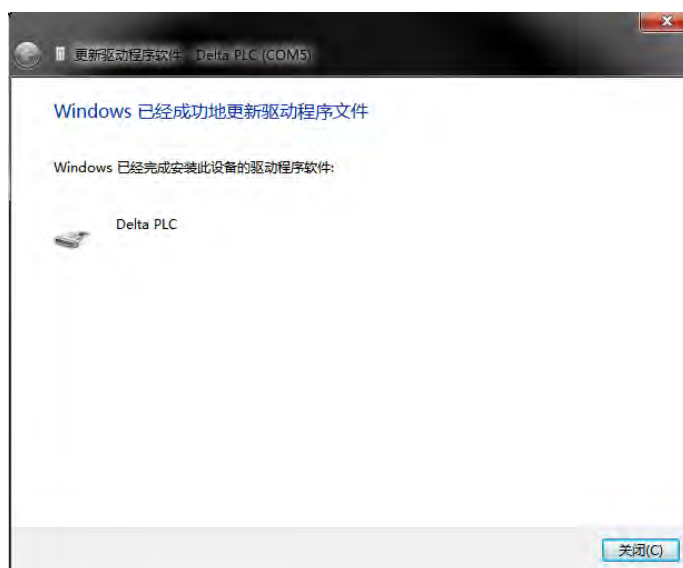 更新驱动程序软件 - Delta PLC (COM5)
Windows 已经成功地更新驱动程序文件
Windows 已经完成安装此设备的驱动程序软件:
Delta PLC
关闭(C)